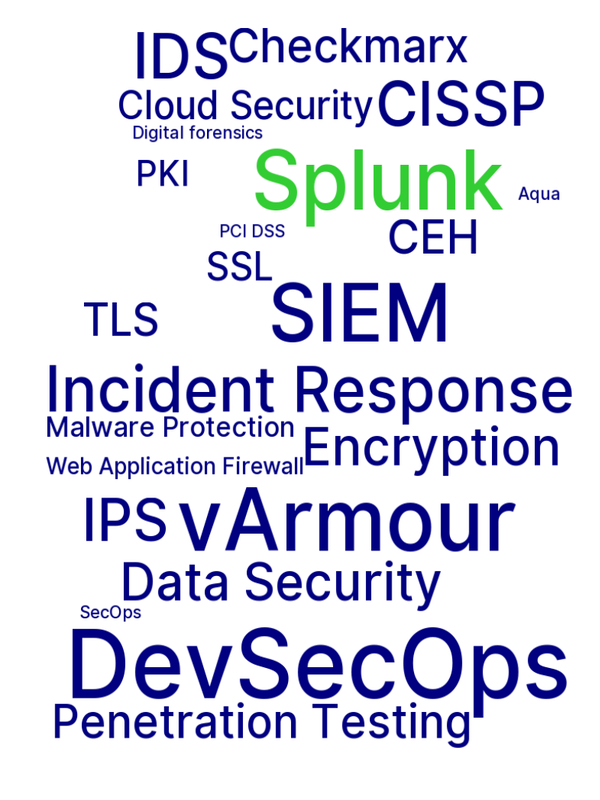 IDS Checkmarx
Cloud Security CISSP
Digital forensics
PKI Splunk Aqua
PCI DSS CEH
SSL
TLS SIEM
Incident Response
Malware Protection
Encryption
Web Application Firewall
IPS vArmour
Data Security
SecOps
DevSecOps
Penetration Testing